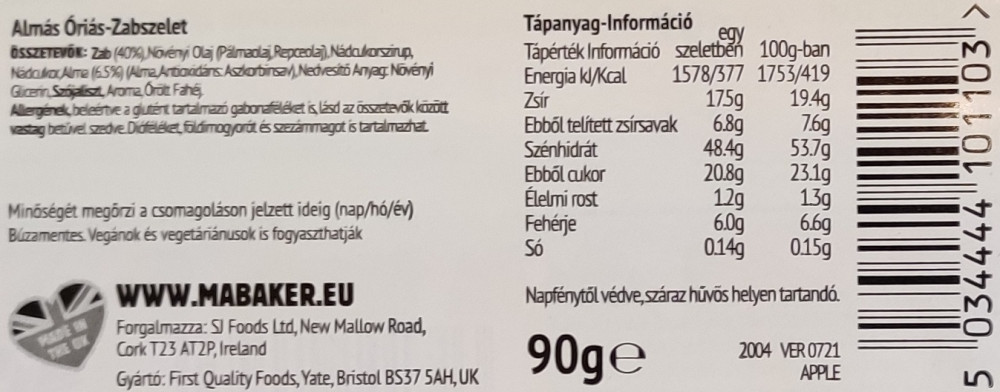 Almás Óriás-Zabszelet
ÖSSZETEVŐK: Zab (40%), Növényi Olaj (Pálmaolaj, Repceolaj), Nádcukorszirup,
Nádcukor, Alma (6.5%) (Alma, Antioxidáns: Aszkorbinsav), Nedvesítő Anyag: Növényi
Glicerin, Szójaliszt, Aroma, Őrölt Fahéj,
Allergének, beleértve a glutént tartalmazó gabonaféléket is, lásd az összetevők között
vastag betűvel szedve. Dióféléket, földimogyorót és szezámmagot is tartalmazhat.
Minőségét megőrzi a csomagoláson jelzett ideig (nap/hó/év)
Búzamentes. Vegánok és vegetáriánusok is fogyaszthatják
MADE IN
THE UK
WWW.MABAKER.EU
Forgalmazza: SJ Foods Ltd, New Mallow Road,
Cork T23 AT2P, Ireland
Gyártó: First Quality Foods, Yate, Bristol BS37 5AH, UK
Tápanyag-Információ
Tápérték Információ egy szeletben 100g-ban
Energia kJ/Kcal 1578/377 1753/419
Zsír 17.5g 19.4g
Ebből telített zsírsavak 6.8g 7.6g
Szénhidrát 48.4g 53.7g
Ebből cukor 20.8g 23.1g
Élelmi rost 1.2g 1.3g
Fehérje 6.0g 6.6g
Só 0.14g 0.15g
Napfénytől védve, száraz hűvös helyen tartandó.
90g e
2004 VER 0721
APPLE
5 034444 101103 >